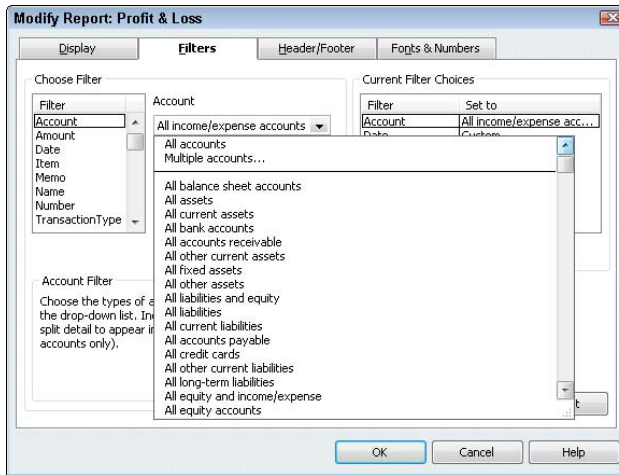 Modify Report: Profit & Loss
Display
Filters
Header/Footer
Fonts & Numbers
Choose Filter
Current Filter Choices
Filter
Account
Amount
Date
Item
Memo
Name
Number
TransactionType
Account
All income/expense accounts
Filter Set to
Account All income/expense acc...
Date Custom
All accounts
Multiple accounts...
All balance sheet accounts
All assets
All current assets
All bank accounts
All accounts receivable
All other current assets
All fixed assets
All other assets
All liabilities and equity
All liabilities
All current liabilities
All accounts payable
All credit cards
All other current liabilities
All long-term liabilities
All equity and income/expense
All equity accounts
Account Filter
Choose the types of a
the drop-down list. In
split detail to appear i
accounts only).
t
OK
Cancel
Help